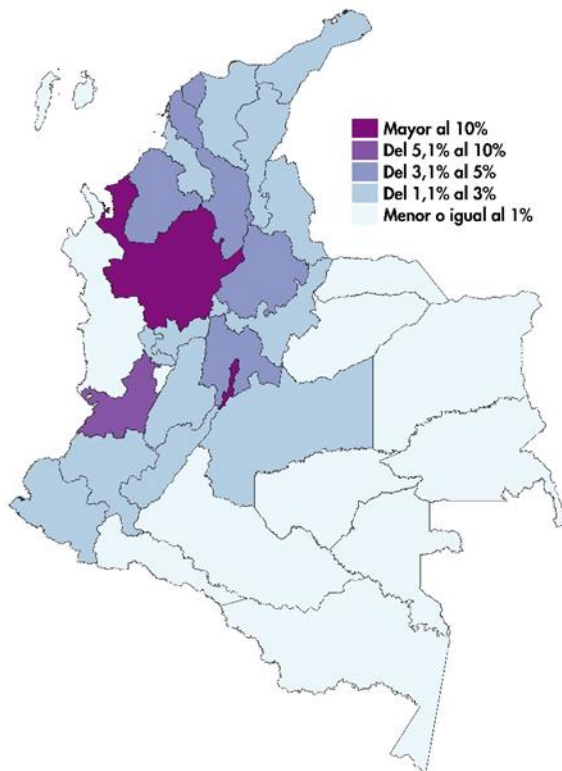 Mayor al 10%
Del 5,1% al 10%
Del 3,1% al 5%
Del 1,1% al 3%
Menor o igual al 1%